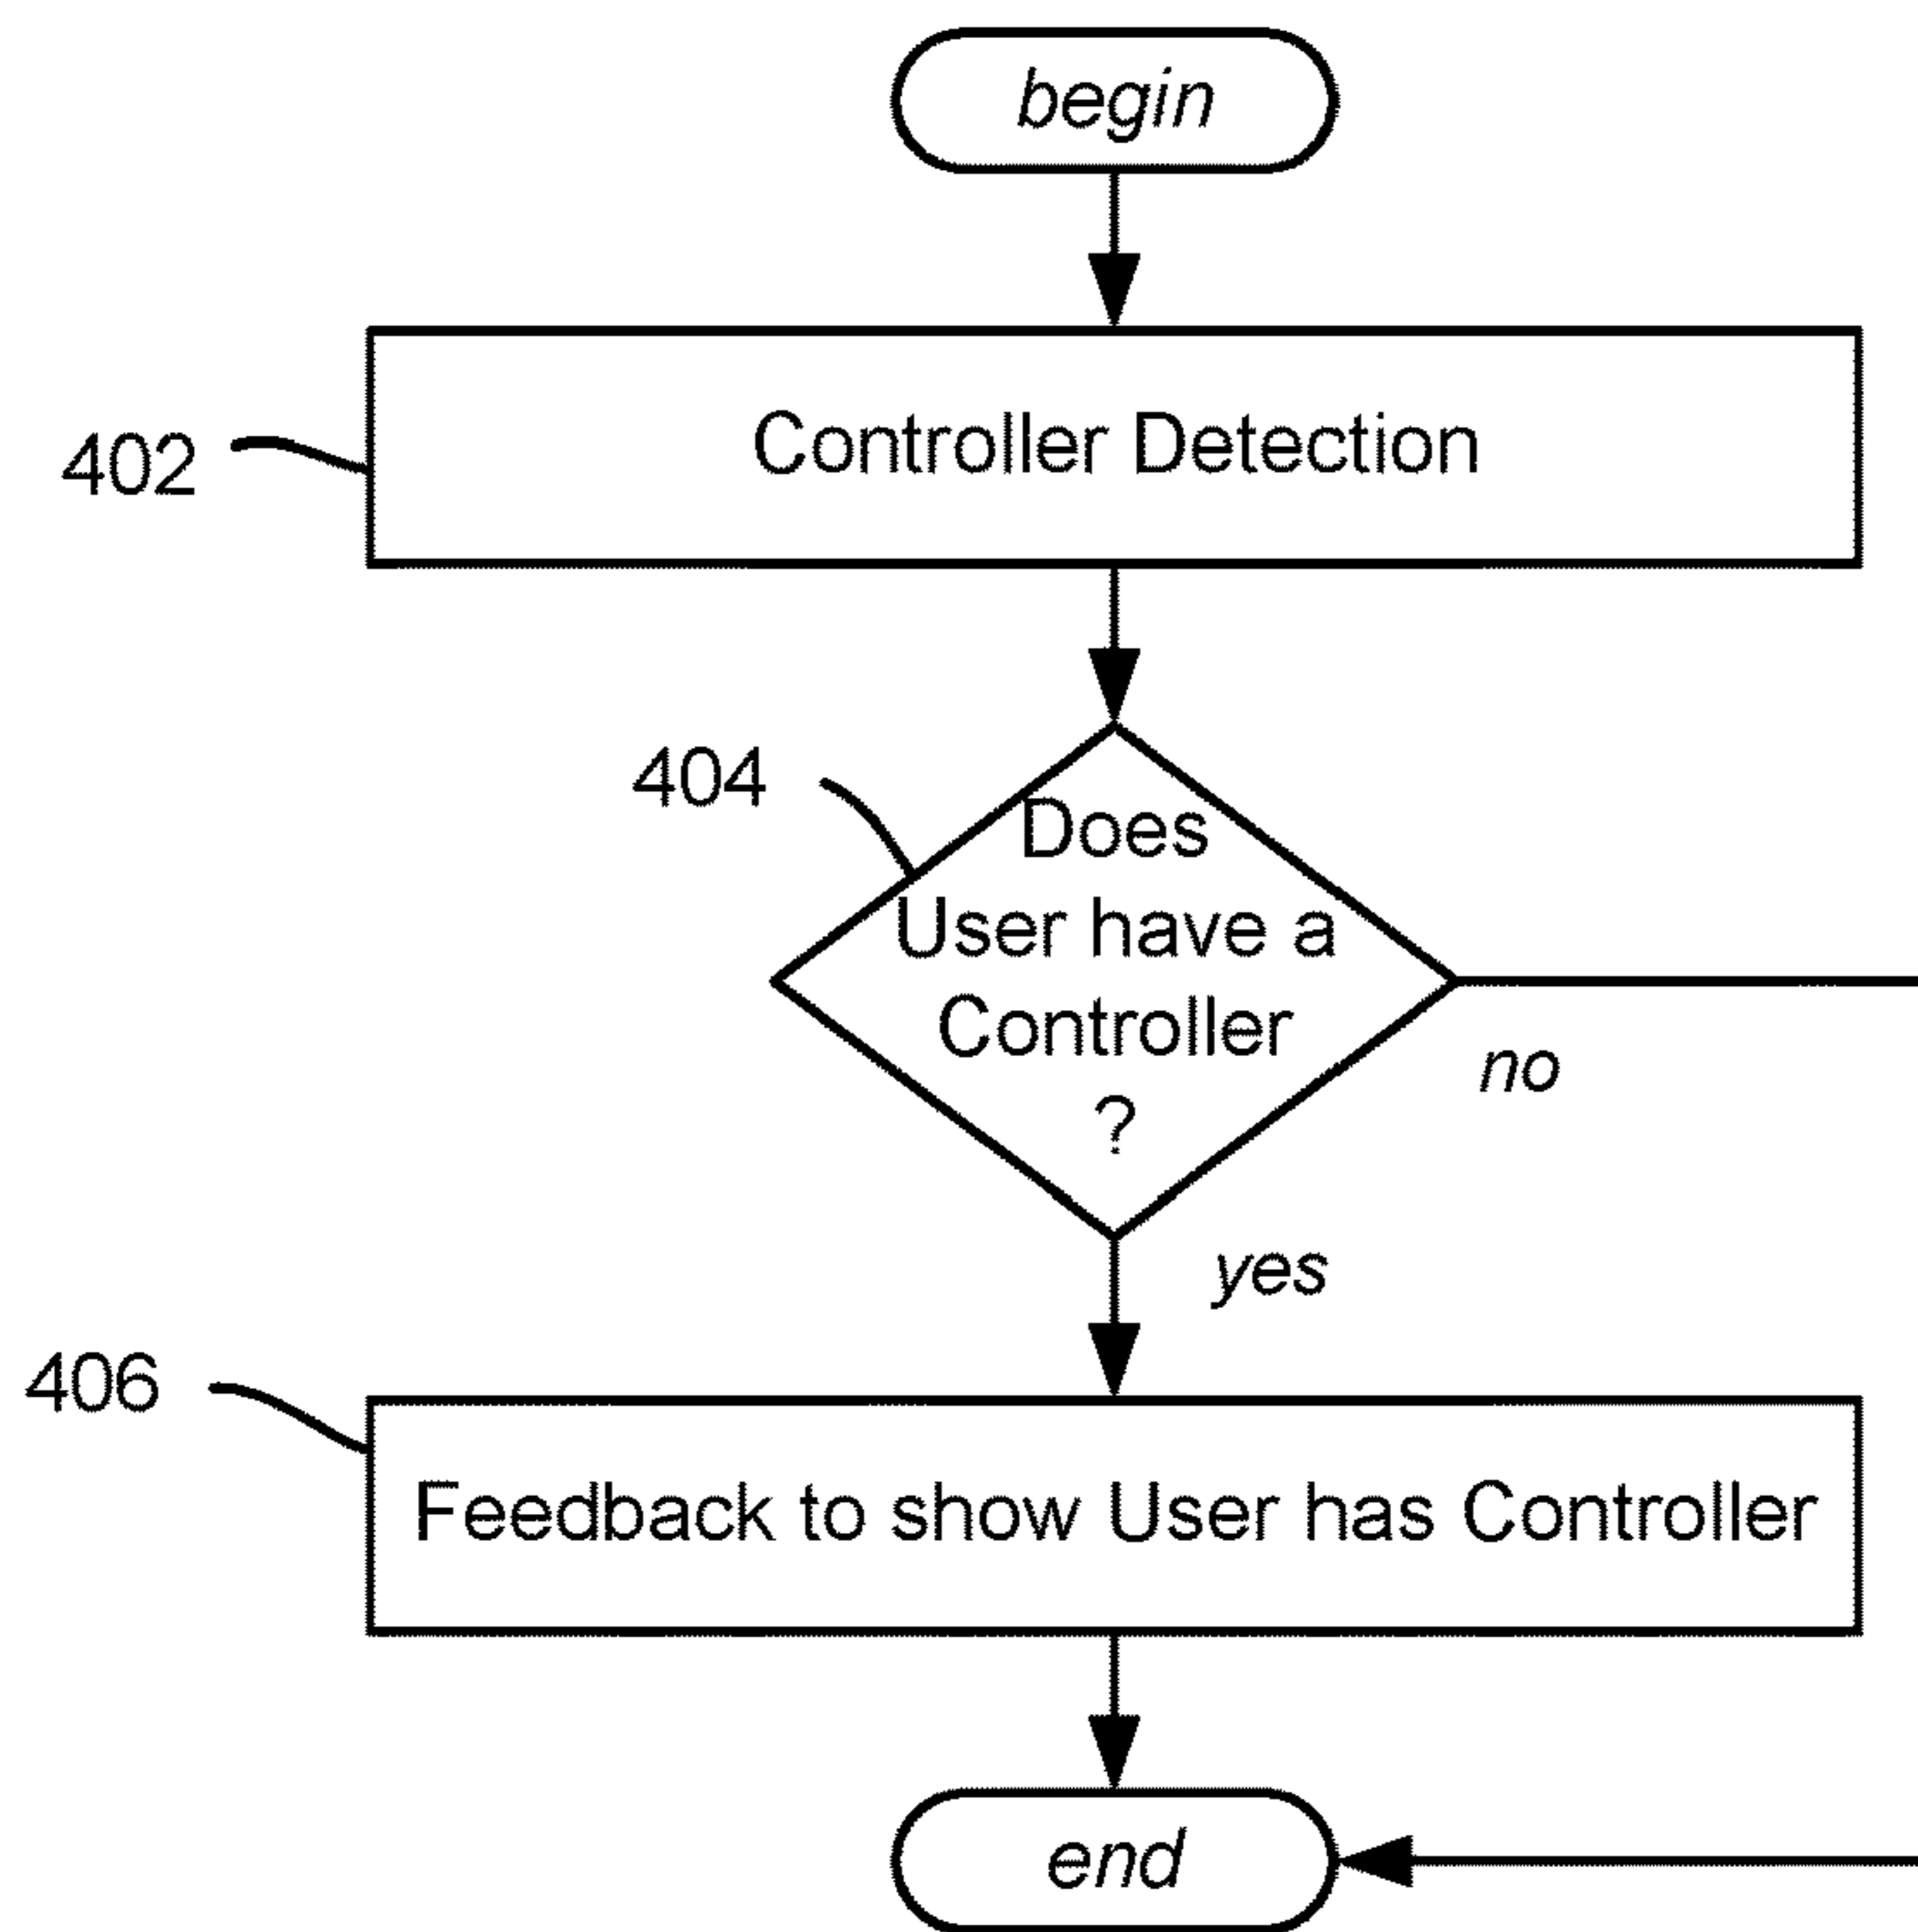 begin
402
Controller Detection
404
Does
User have a
Controller
?
no
yes
406
Feedback to show User has Controller
end